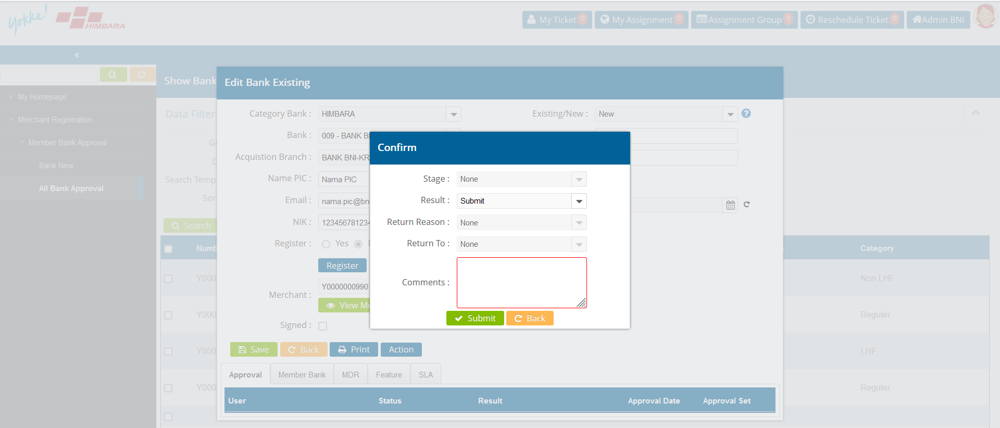 yokke!
HIMBARA
My Ticket 0
My Assignment 0
Assignment Group 0
Reschedule Ticket 0
Admin BNI
«
Show Bank
Edit Bank Existing
My Homepage
Merchant Registration
Member Bank Approval
Bank New
All Bank Approval
Data Filter
Search Temp
Search
Category Bank : HIMBARA
Existing/New : New
Bank : 009 - BANK B
Acquistion Branch : BANK BNI-KR
Name PIC : Nama PIC
Email : nama.pic@bn
NIK : 12345678123
Register : Yes
Register
Merchant : Y0000000990
View M
Signed :
Save
Back
Print
Action
Confirm
Stage : None
Result : Submit
Return Reason : None
Return To : None
Comments :
Submit
Back
Approval
Member Bank
MDR
Feature
SLA
User
Status
Result
Approval Date
Approval Set
Numb
Category
Y000
Non LHF
Y000
Reguler
Y000
LHF
Y000
Reguler